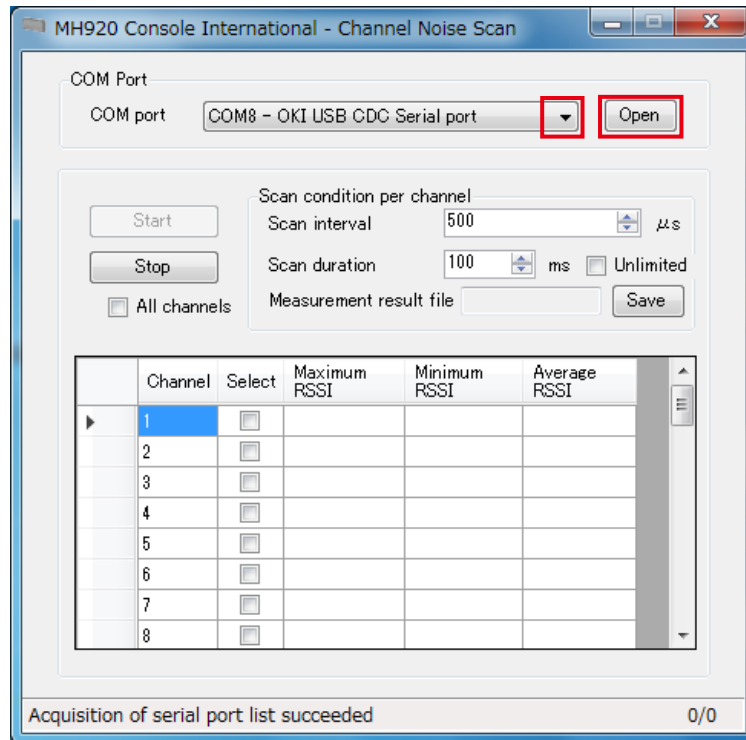 MH920 Console International - Channel Noise Scan
COM Port
COM port COM8 - OKI USB CDC Serial port Open
Scan condition per channel
Start Scan interval 500 μs
Stop Scan duration 100 ms Unlimited
All channels Measurement result file Save
Channel Select Maximum RSSI Minimum RSSI Average RSSI
1
2
3
4
5
6
7
8
Acquisition of serial port list succeeded 0/0